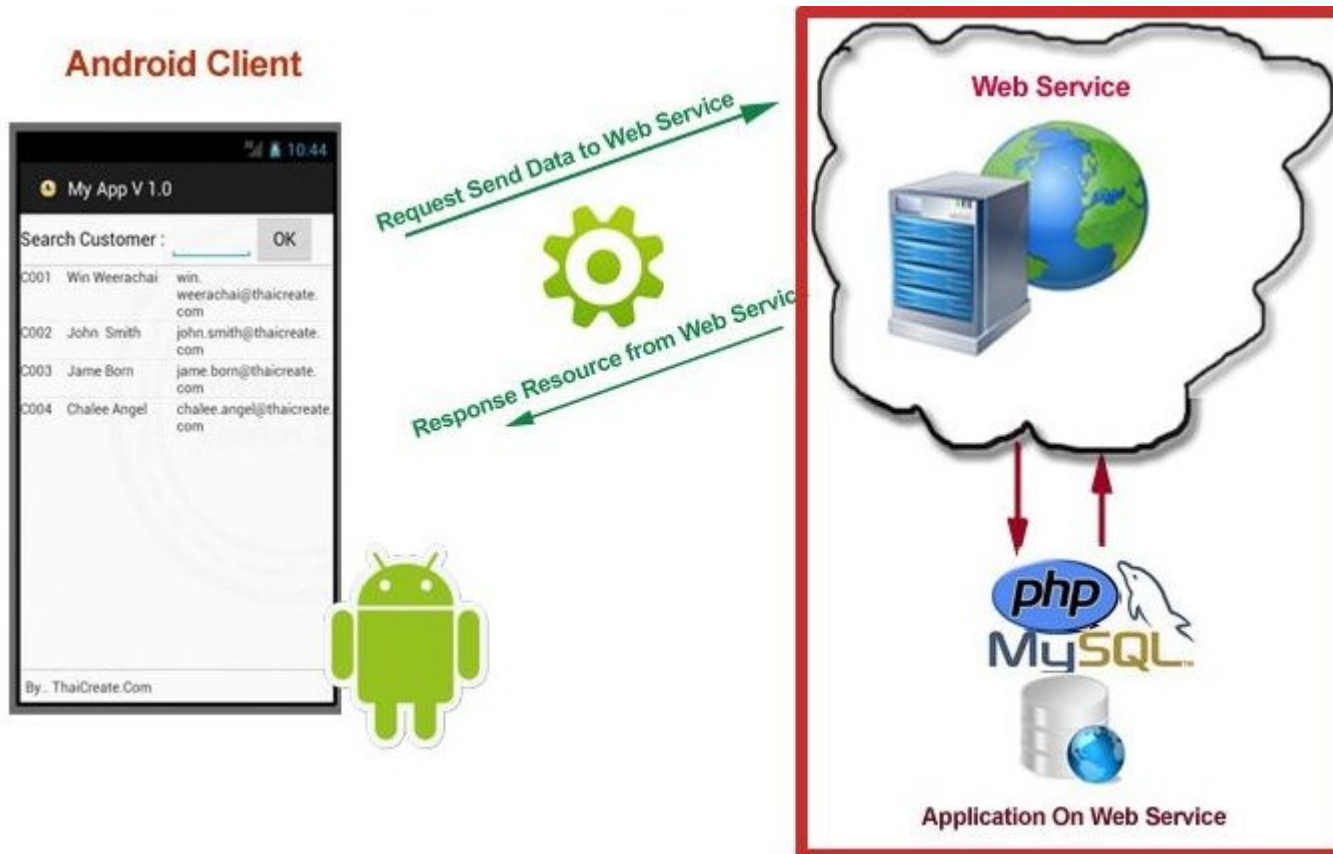 Android Client
10:44
My App V 1.0
Search Customer :
OK
C001 Win Weerachai win.
weerachai@thaicreate.
com
C002 John Smith john.smith@thaicreate.
com
C003 Jame Born jame.born@thaicreate.
com
C004 Chalee Angel chalee.angel@thaicreate.
com
By.. ThaiCreate.Com
Request Send Data to Web Service
Response Resource from Web Service
Web Service
php
MySQL
Application On Web Service